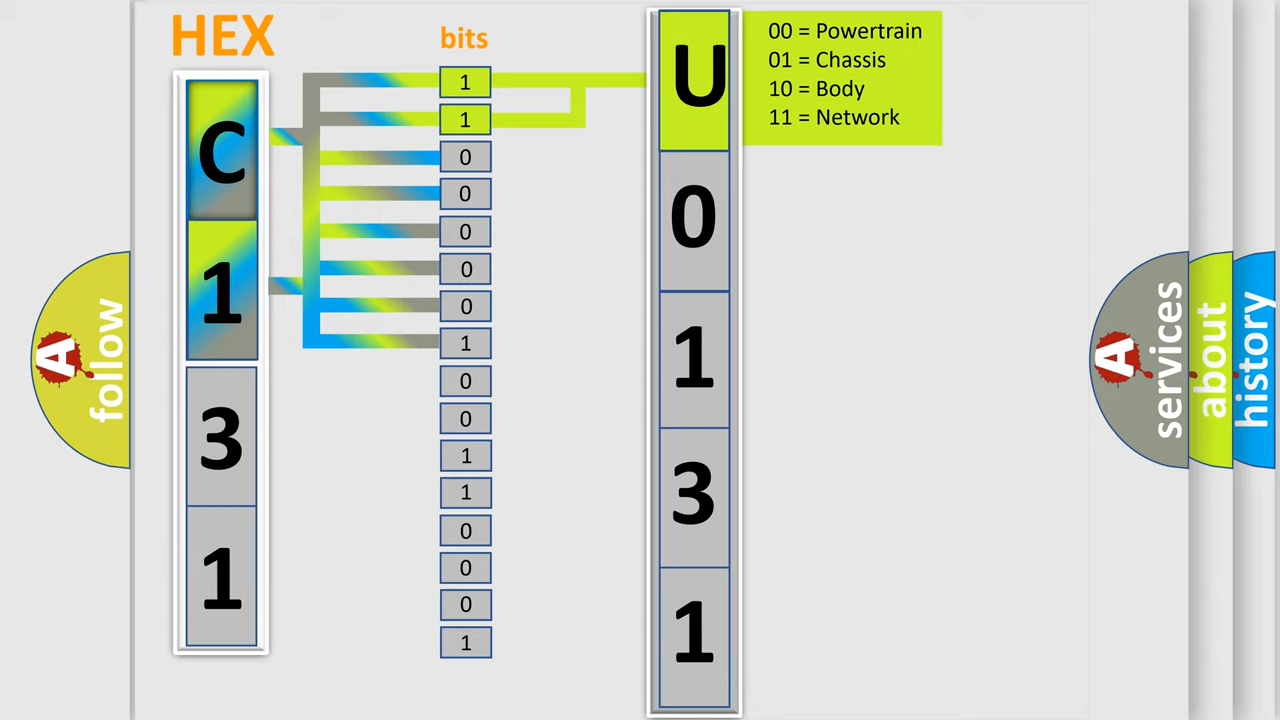 HEX
bits
C
1
3
1
1
1
0
0
0
0
0
1
0
0
1
1
0
0
0
1
U
0
1
3
1
00 = Powertrain
01 = Chassis
10 = Body
11 = Network
A
follow
A
services
about
history